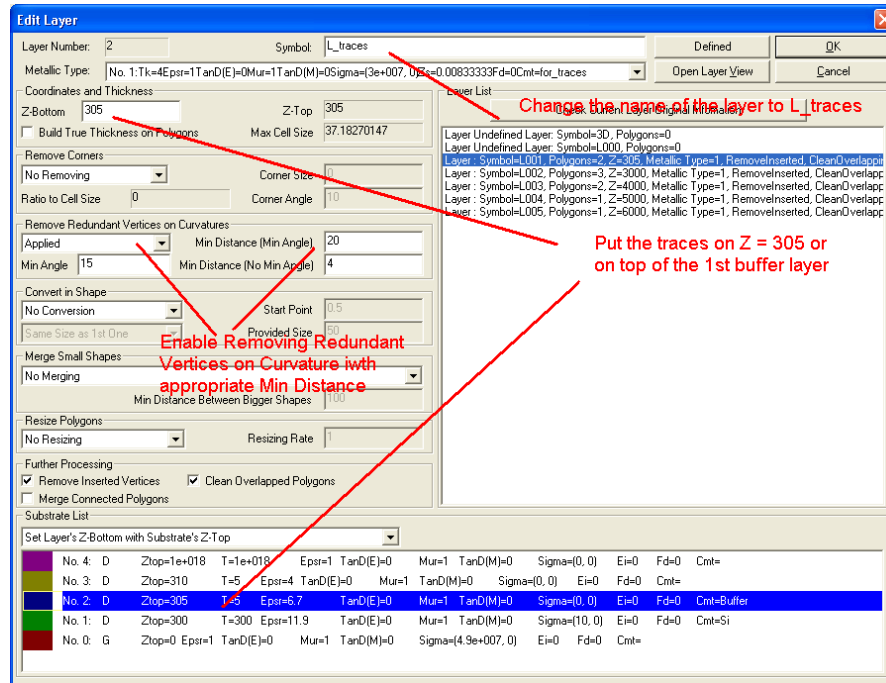 Edit Layer
Layer Number: 2 Symbol: L_traces Defined OK
Metallic Type: No. 1:Tk=4Epsr=1TanD(E)=0Mur=1TanD(M)=0Sigma=(3e+007, 0)Zs=0.00833333Fd=0Cmt=for_traces Open Layer View Cancel
Coordinates and Thickness
Z-Bottom 305 Z-Top 305
Build True Thickness on Polygons Max Cell Size 37.18270147
Remove Corners
No Removing Corner Size 0
Ratio to Cell Size 0 Corner Angle 10
Remove Redundant Vertices on Curvatures
Applied Min Distance (Min Angle) 20
Min Angle 15 Min Distance (No Min Angle) 4
Convert in Shape
No Conversion Start Point 0.5
Same Size as 1st One Provided Size 50
Enable Removing Redundant
Vertices on Curvature iwth
appropriate Min Distance
Merge Small Shapes
No Merging
Min Distance Between Bigger Shapes 100
Resize Polygons
No Resizing Resizing Rate 1
Further Processing
Remove Inserted Vertices Clean Overlapped Polygons
Merge Connected Polygons
Layer List
Check Current Layer Original Infomation
Change the name of the layer to L_traces
Layer Undefined Layer: Symbol=3D, Polygons=0
Layer Undefined Layer: Symbol=L000, Polygons=0
Layer : Symbol=L001, Polygons=2, Z=305, Metallic Type=1, RemoveInserted, CleanOverlappin
Layer : Symbol=L002, Polygons=3, Z=3000, Metallic Type=1, RemoveInserted, CleanOverlapp
Layer : Symbol=L003, Polygons=2, Z=4000, Metallic Type=1, RemoveInserted, CleanOverlapp
Layer : Symbol=L004, Polygons=1, Z=5000, Metallic Type=1, RemoveInserted, CleanOverlapp
Layer : Symbol=L005, Polygons=1, Z=6000, Metallic Type=1, RemoveInserted, CleanOverlapp
Put the traces on Z = 305 or
on top of the 1st buffer layer
Substrate List
Set Layer's Z-Bottom with Substrate's Z-Top
No. 4: D Ztop=1e+018 T=1e+018 Epsr=1 TanD(E)=0 Mur=1 TanD(M)=0 Sigma=(0, 0) Ei=0 Fd=0 Cmt=
No. 3: D Ztop=310 T=5 Epsr=4 TanD(E)=0 Mur=1 TanD(M)=0 Sigma=(0, 0) Ei=0 Fd=0 Cmt=
No. 2: D Ztop=305 T=5 Epsr=6.7 TanD(E)=0 Mur=1 TanD(M)=0 Sigma=(0, 0) Ei=0 Fd=0 Cmt=Buffer
No. 1: D Ztop=300 T=300 Epsr=11.9 TanD(E)=0 Mur=1 TanD(M)=0 Sigma=(10, 0) Ei=0 Fd=0 Cmt=Si
No. 0: G Ztop=0 Epsr=1 TanD(E)=0 Mur=1 TanD(M)=0 Sigma=(4.9e+007, 0) Ei=0 Fd=0 Cmt=